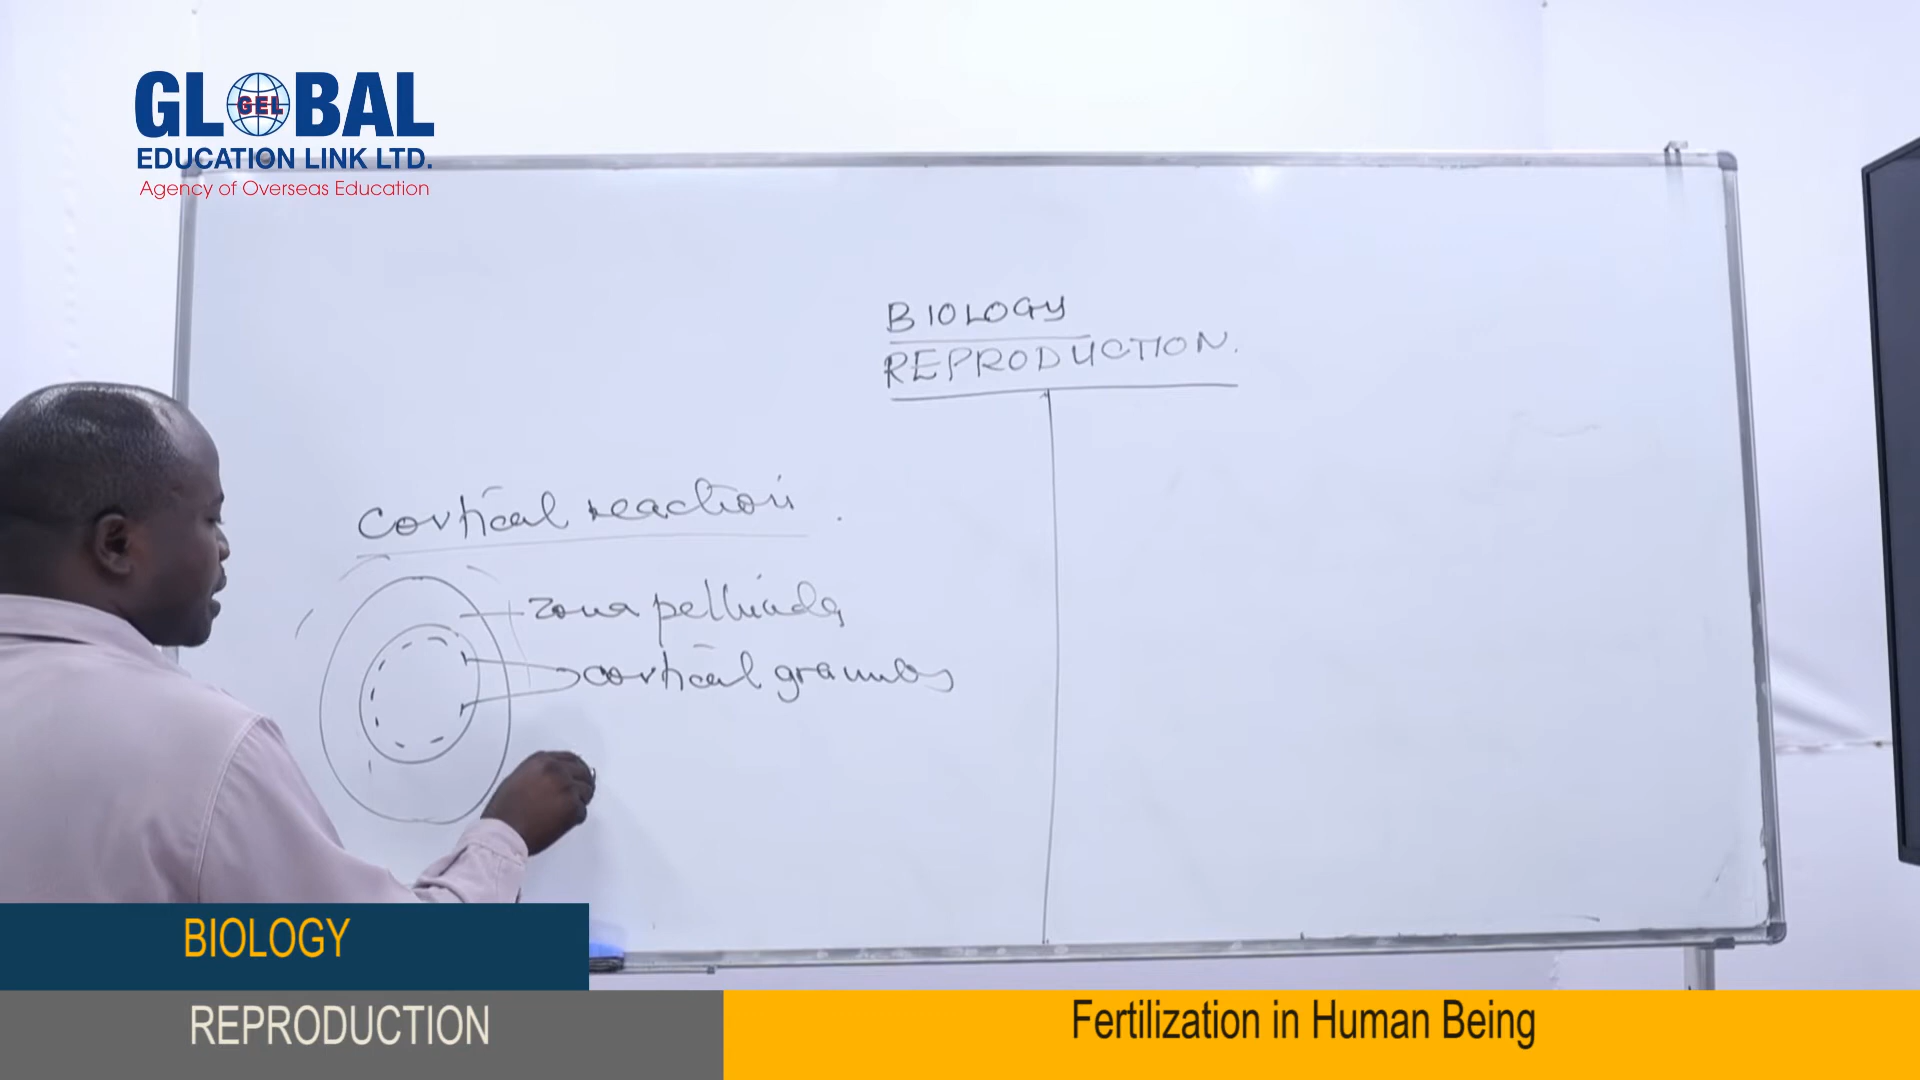 GLOBAL
GEL
EDUCATION LINK LTD.
Agency of Overseas Education
BIOLOGY
REPRODUCTION.
cortical reaction.
zona pellucida
cortical granules
BIOLOGY
REPRODUCTION
Fertilization in Human Being